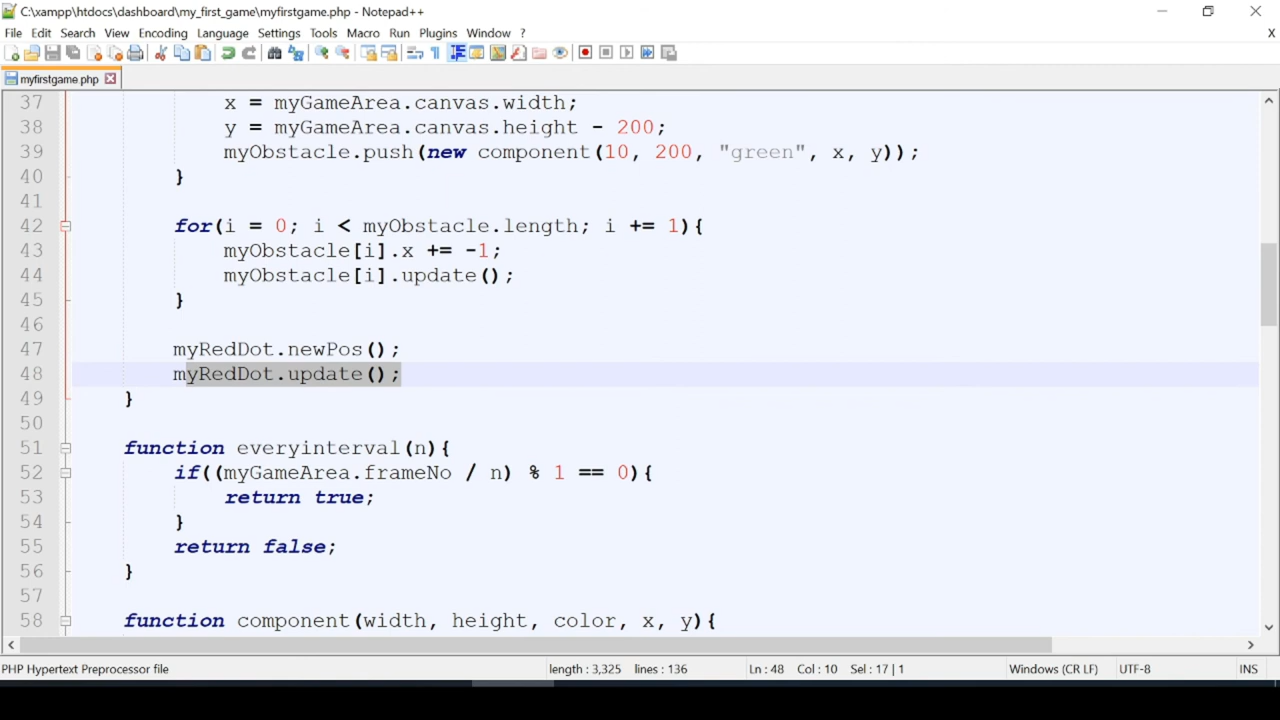 C:\xampp\htdocs\dashboard\my_first_game\myfirstgame.php - Notepad++
File Edit Search View Encoding Language Settings Tools Macro Run Plugins Window ? X
myfirstgame.php
37 x = myGameArea.canvas.width;
38 y = myGameArea.canvas.height - 200;
39 myObstacle.push(new component(10, 200, "green", x, y));
40 }
41
42 for(i = 0; i < myObstacle.length; i += 1){
43 myObstacle[i].x += -1;
44 myObstacle[i].update();
45 }
46
47 myRedDot.newPos();
48 myRedDot.update();
49 }
50
51 function everyinterval(n){
52 if((myGameArea.frameNo / n) % 1 == 0){
53 return true;
54 }
55 return false;
56 }
57
58 function component(width, height, color, x, y){
PHP Hypertext Preprocessor file length : 3,325 lines : 136 Ln : 48 Col : 10 Sel : 17 | 1 Windows (CR LF) UTF-8 INS